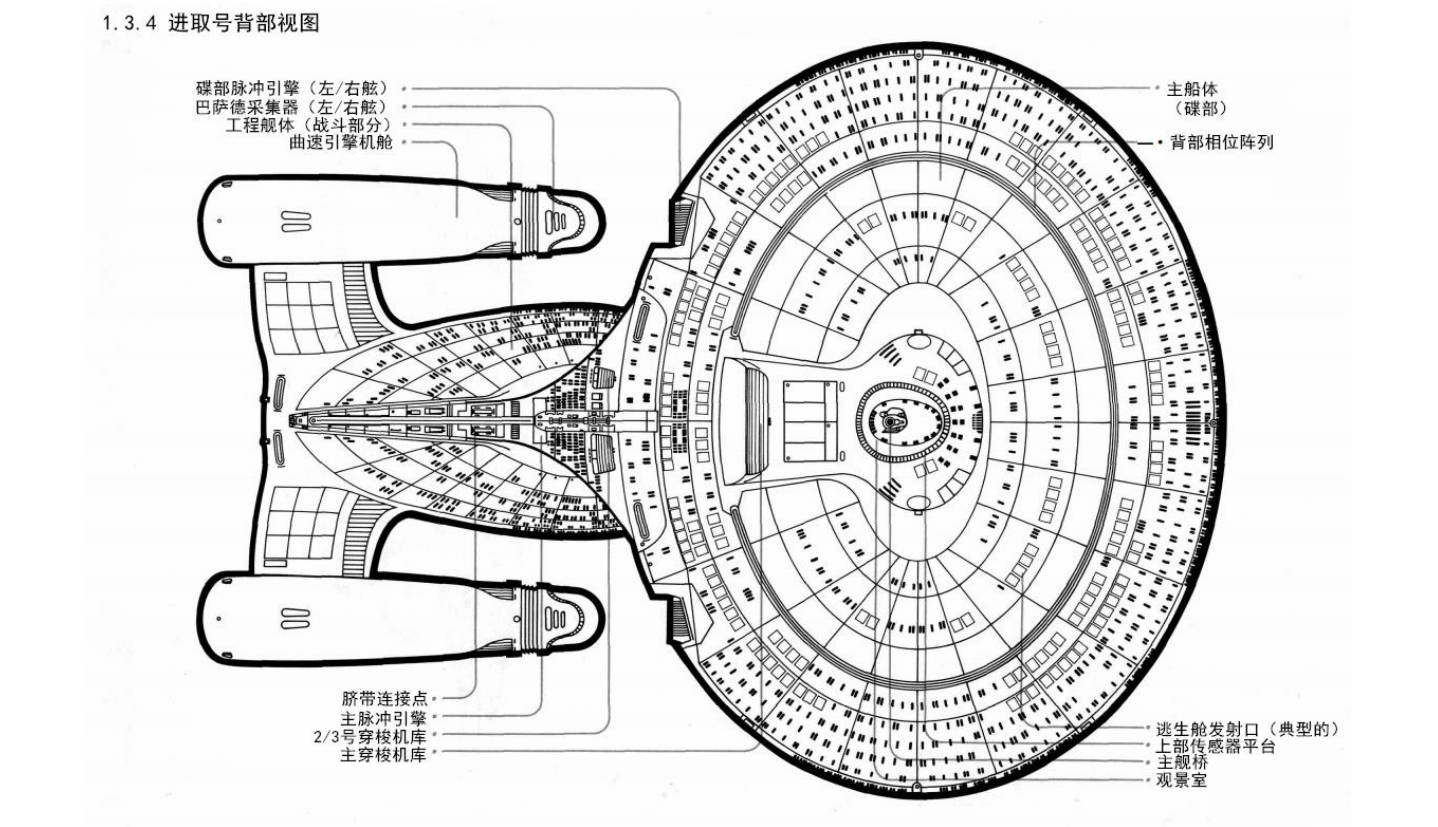 1.3.4 进取号背部视图
碟部脉冲引擎（左/右舷）
巴萨德采集器（左/右舷）
工程舰体（战斗部分）
曲速引擎机舱
主船体
（碟部）
背部相位阵列
脐带连接点
主脉冲引擎
2/3号穿梭机库
主穿梭机库
逃生舱发射口（典型的）
上部传感器平台
主舰桥
观景室